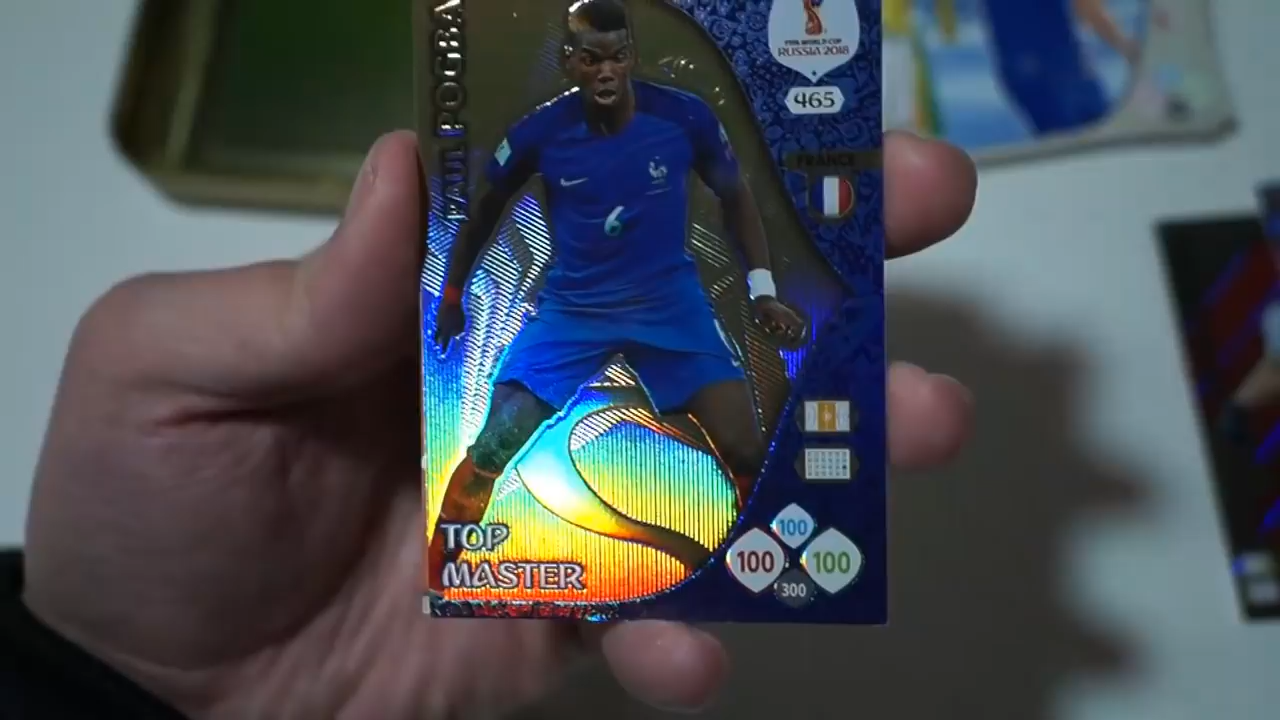 PAUL POGBA
FIFA WORLD CUP
RUSSIA 2018
465
FRANCE
6
TOP
MASTER
100
100
100
300